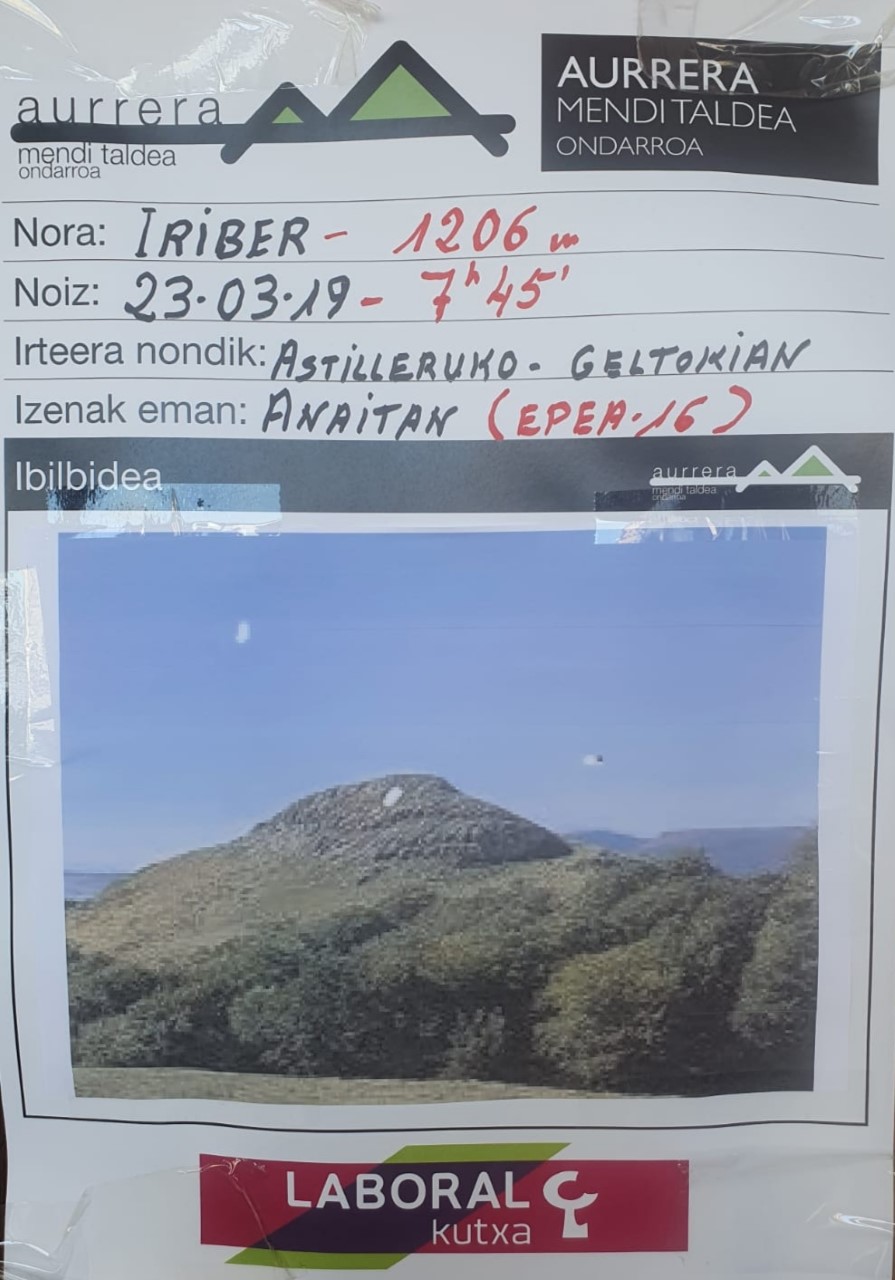 aurrera
mendi taldea
ondarroa
AURRERA
MENDI TALDEA
ONDARROA
Nora: IRIBER - 1206 m
Noiz: 23.03.19 - 7h 45'
Irteera nondik: ASTILLERUKO - GELTOKIAN
Izenak eman: ANAITAN (EPEA. 16)
Ibilbidea
aurrera
mendi taldea
ondarroa
LABORAL
kutxa